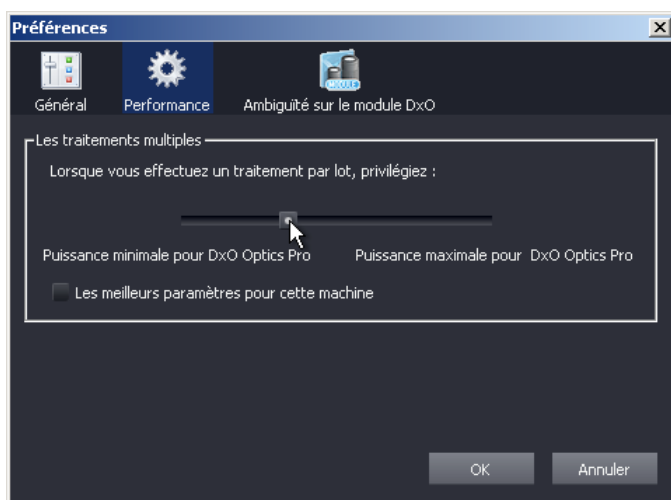 Préférences
Général Performance Ambiguïté sur le module DxO
MODULE
Les traitements multiples
Lorsque vous effectuez un traitement par lot, privilégiez :
Puissance minimale pour DxO Optics Pro Puissance maximale pour DxO Optics Pro
Les meilleurs paramètres pour cette machine
OK Annuler